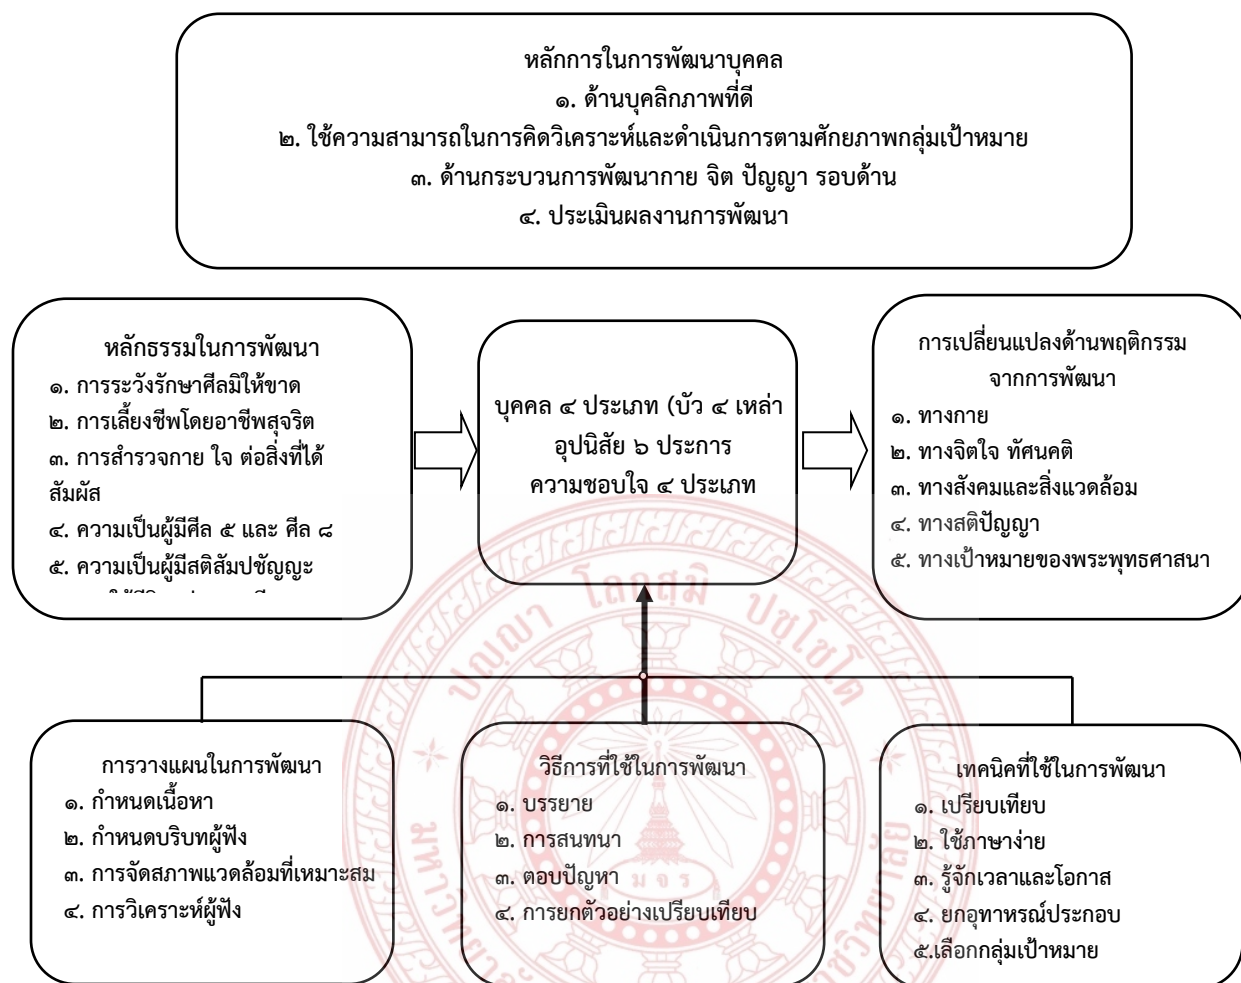 หลักการในการพัฒนาบุคคล
๑. ด้านบุคลิกภาพที่ดี
๒. ใช้ความสามารถในการคิดวิเคราะห์และดำเนินการตามศักยภาพกลุ่มเป้าหมาย
๓. ด้านกระบวนการพัฒนากาย จิต ปัญญา รอบด้าน
๔. ประเมินผลงานการพัฒนา
หลักธรรมในการพัฒนา
๑. การระวังรักษาศีลมิให้ขาด
๒. การเลี้ยงชีพโดยอาชีพสุจริต
๓. การสำรวจกาย ใจ ต่อสิ่งที่ได้
สัมผัส
๔. ความเป็นผู้มีศีล ๕ และ ศีล ๘
๕. ความเป็นผู้มีสติสัมปชัญญะ
บุคคล ๔ ประเภท (บัว ๔ เหล่า
อุปนิสัย ๖ ประการ
ความชอบใจ ๔ ประเภท
การเปลี่ยนแปลงด้านพฤติกรรม
จากการพัฒนา
๑. ทางกาย
๒. ทางจิตใจ ทัศนคติ
๓. ทางสังคมและสิ่งแวดล้อม
๔. ทางสติปัญญา
๕. ทางเป้าหมายของพระพุทธศาสนา
การวางแผนในการพัฒนา
๑. กำหนดเนื้อหา
๒. กำหนดบริบทผู้ฟัง
๓. การจัดสภาพแวดล้อมที่เหมาะสม
๔. การวิเคราะห์ผู้ฟัง
วิธีการที่ใช้ในการพัฒนา
๑. บรรยาย
๒. การสนทนา
๓. ตอบปัญหา
๔. การยกตัวอย่างเปรียบเทียบ
เทคนิคที่ใช้ในการพัฒนา
๑. เปรียบเทียบ
๒. ใช้ภาษาง่าย
๓. รู้จักเวลาและโอกาส
๔. ยกอุทาหรณ์ประกอบ
๕.เลือกกลุ่มเป้าหมาย
ปญฺญา โลกสฺมิ ปชฺโชโต
ม จ ร